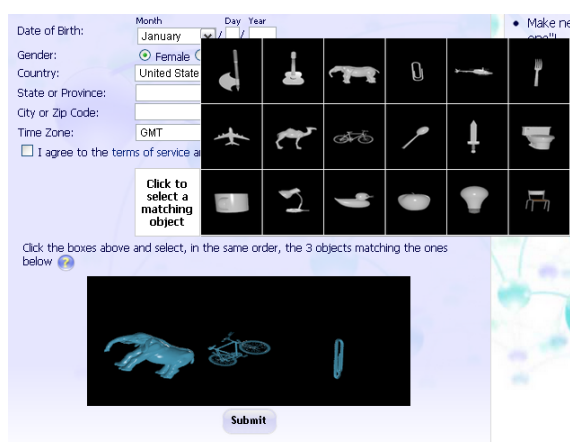 Month Day Year
Date of Birth: January / /
Make ne
one"!
Gender: Female
Country: United State
State or Province:
City or Zip Code:
Time Zone: GMT
I agree to the terms of service a
Click to
select a
matching
object
Click the boxes above and select, in the same order, the 3 objects matching the ones
below ?
Submit